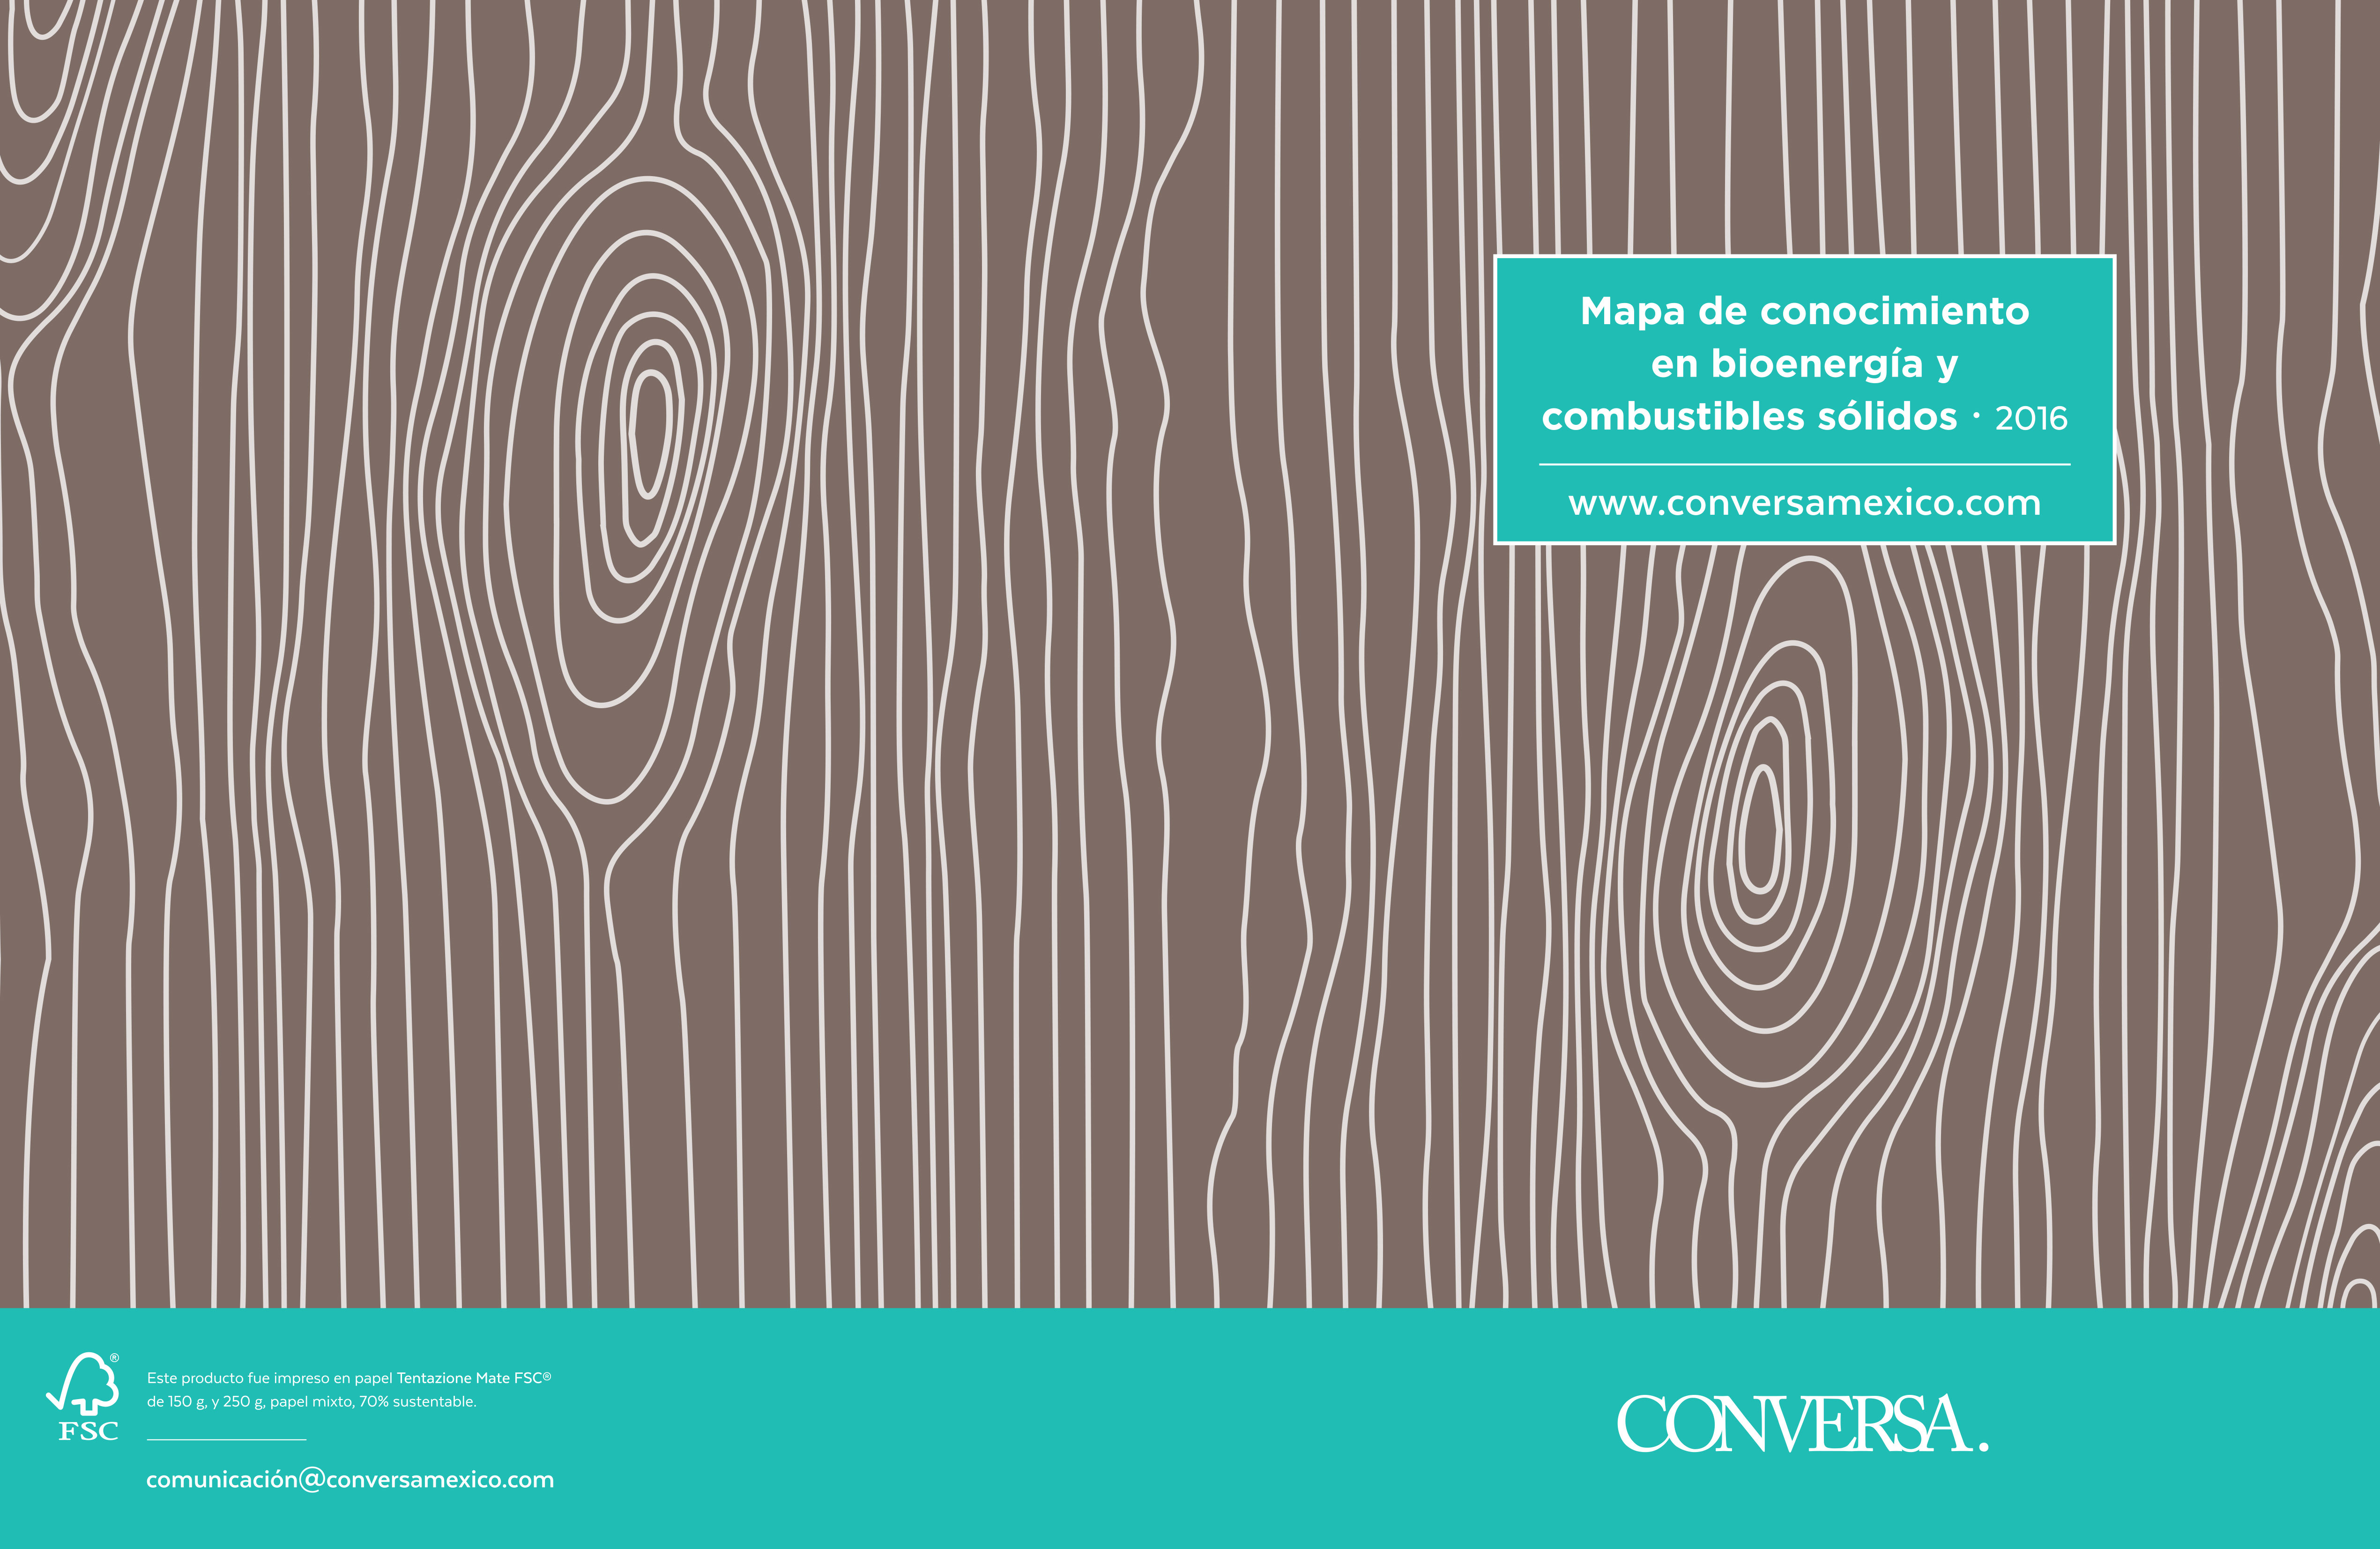 Mapa de conocimiento
en bioenergía y
combustibles sólidos · 2016
www.conversamexico.com
®
FSC
Este producto fue impreso en papel Tentazione Mate FSC®
de 150 g, y 250 g, papel mixto, 70% sustentable.
comunicación@conversamexico.com
CONVERSA.